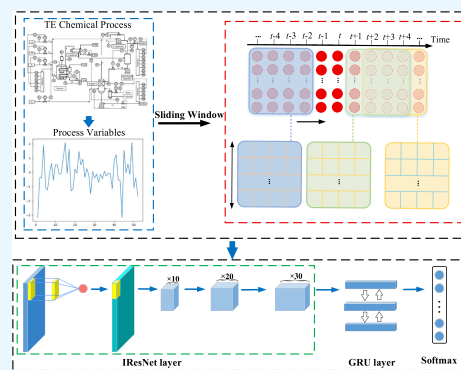 TE Chemical Process
Process Variables
Sliding Window
... t-4 t-3 t-2 t-1 t t+1 t+2 t+3 t+4 ...
Time
×10
×20
×30
IResNet layer
GRU layer
Softmax